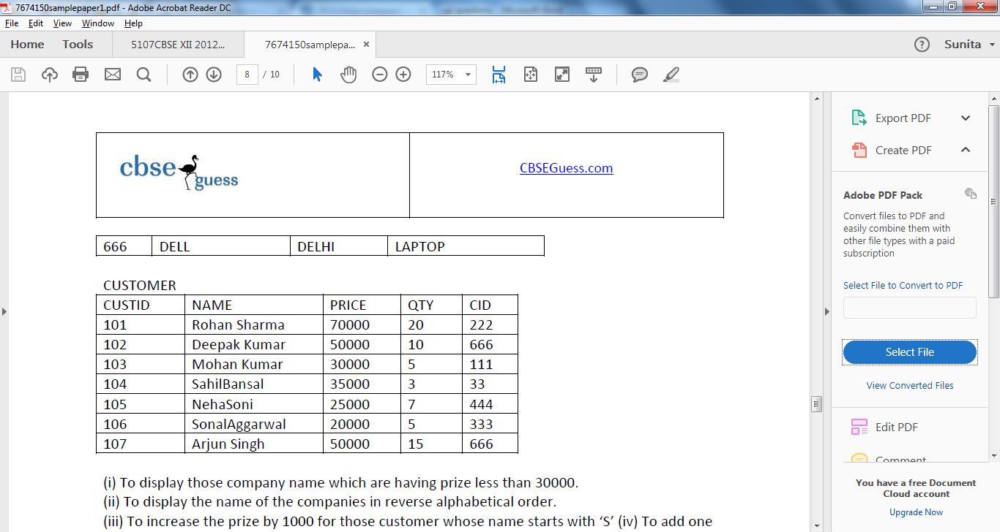 7674150samplepaper1.pdf - Adobe Acrobat Reader DC
File Edit View Window Help
Home Tools 5107CBSE XII 2012... 7674150samplepa... × Sunita
8 / 10 117%
cbse guess
CBSEGuess.com
666 DELL DELHI LAPTOP
CUSTOMER
CUSTID NAME PRICE QTY CID
101 Rohan Sharma 70000 20 222
102 Deepak Kumar 50000 10 666
103 Mohan Kumar 30000 5 111
104 SahilBansal 35000 3 33
105 NehaSoni 25000 7 444
106 SonalAggarwal 20000 5 333
107 Arjun Singh 50000 15 666
(i) To display those company name which are having prize less than 30000.
(ii) To display the name of the companies in reverse alphabetical order.
(iii) To increase the prize by 1000 for those customer whose name starts with ‘S’ (iv) To add one
Export PDF
Create PDF
Adobe PDF Pack
Convert files to PDF and
easily combine them with
other file types with a paid
subscription
Select File to Convert to PDF
Select File
View Converted Files
Edit PDF
Comment
You have a free Document
Cloud account
Upgrade Now